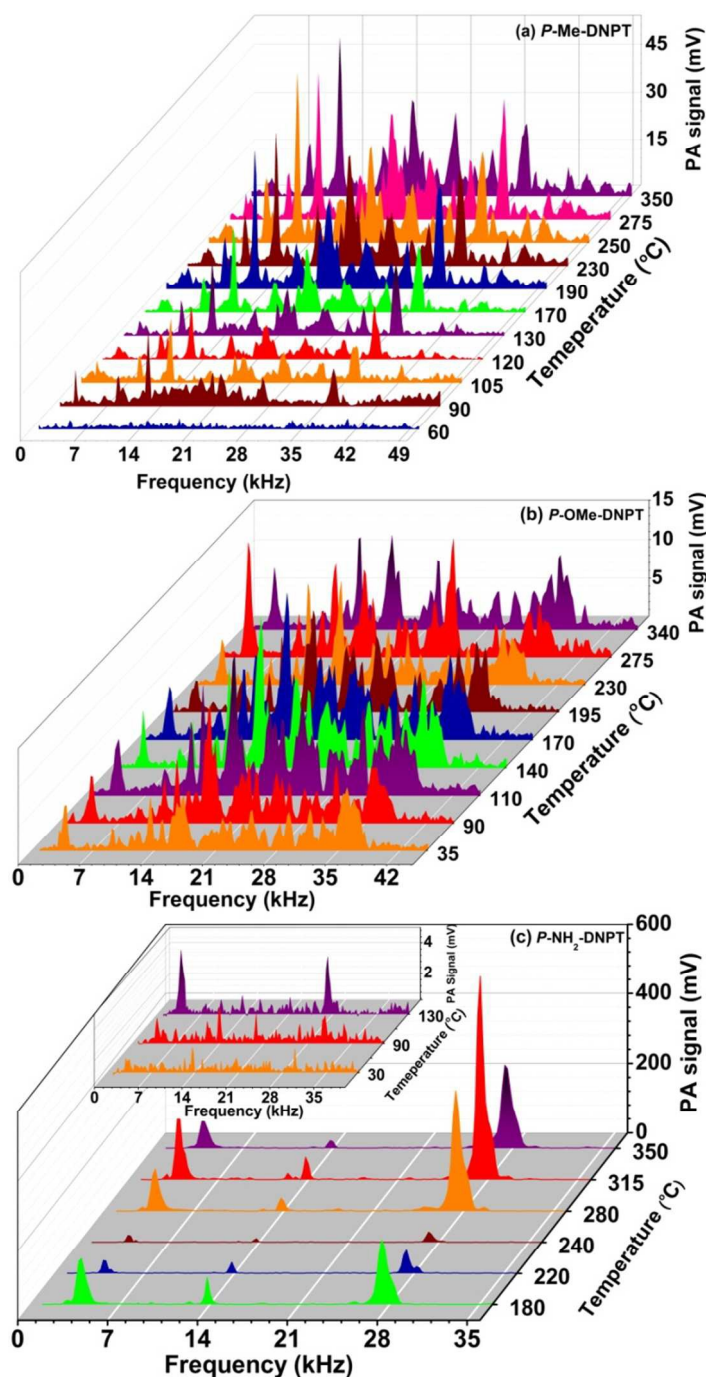 (a) P-Me-DNPT
45
30
15
PA signal (mV)
350
275
250
230
190
170
130
120
105
90
60
Temeperature (°C)
0 7 14 21 28 35 42 49
Frequency (kHz)
(b) P-OMe-DNPT
15
10
5
PA signal (mV)
340
275
230
195
170
140
110
90
35
Temeperature (°C)
0 7 14 21 28 35 42
Frequency (kHz)
(c) P-NH2-DNPT
600
400
200
0
PA signal (mV)
4
2
PA Signal (mV)
130
90
30
Temeperature (°C)
0 7 14 21 28 35
Frequency (kHz)
350
315
280
240
220
180
Temeperature (°C)
0 7 14 21 28 35
Frequency (kHz)